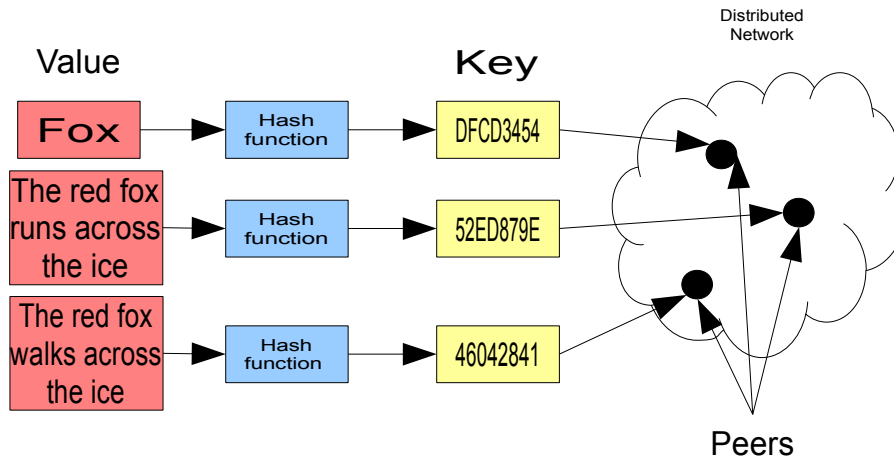 Distributed
Network
Value
Key
Fox
Hash
function
DFCD3454
The red fox
runs across
the ice
Hash
function
52ED879E
The red fox
walks across
the ice
Hash
function
46042841
Peers